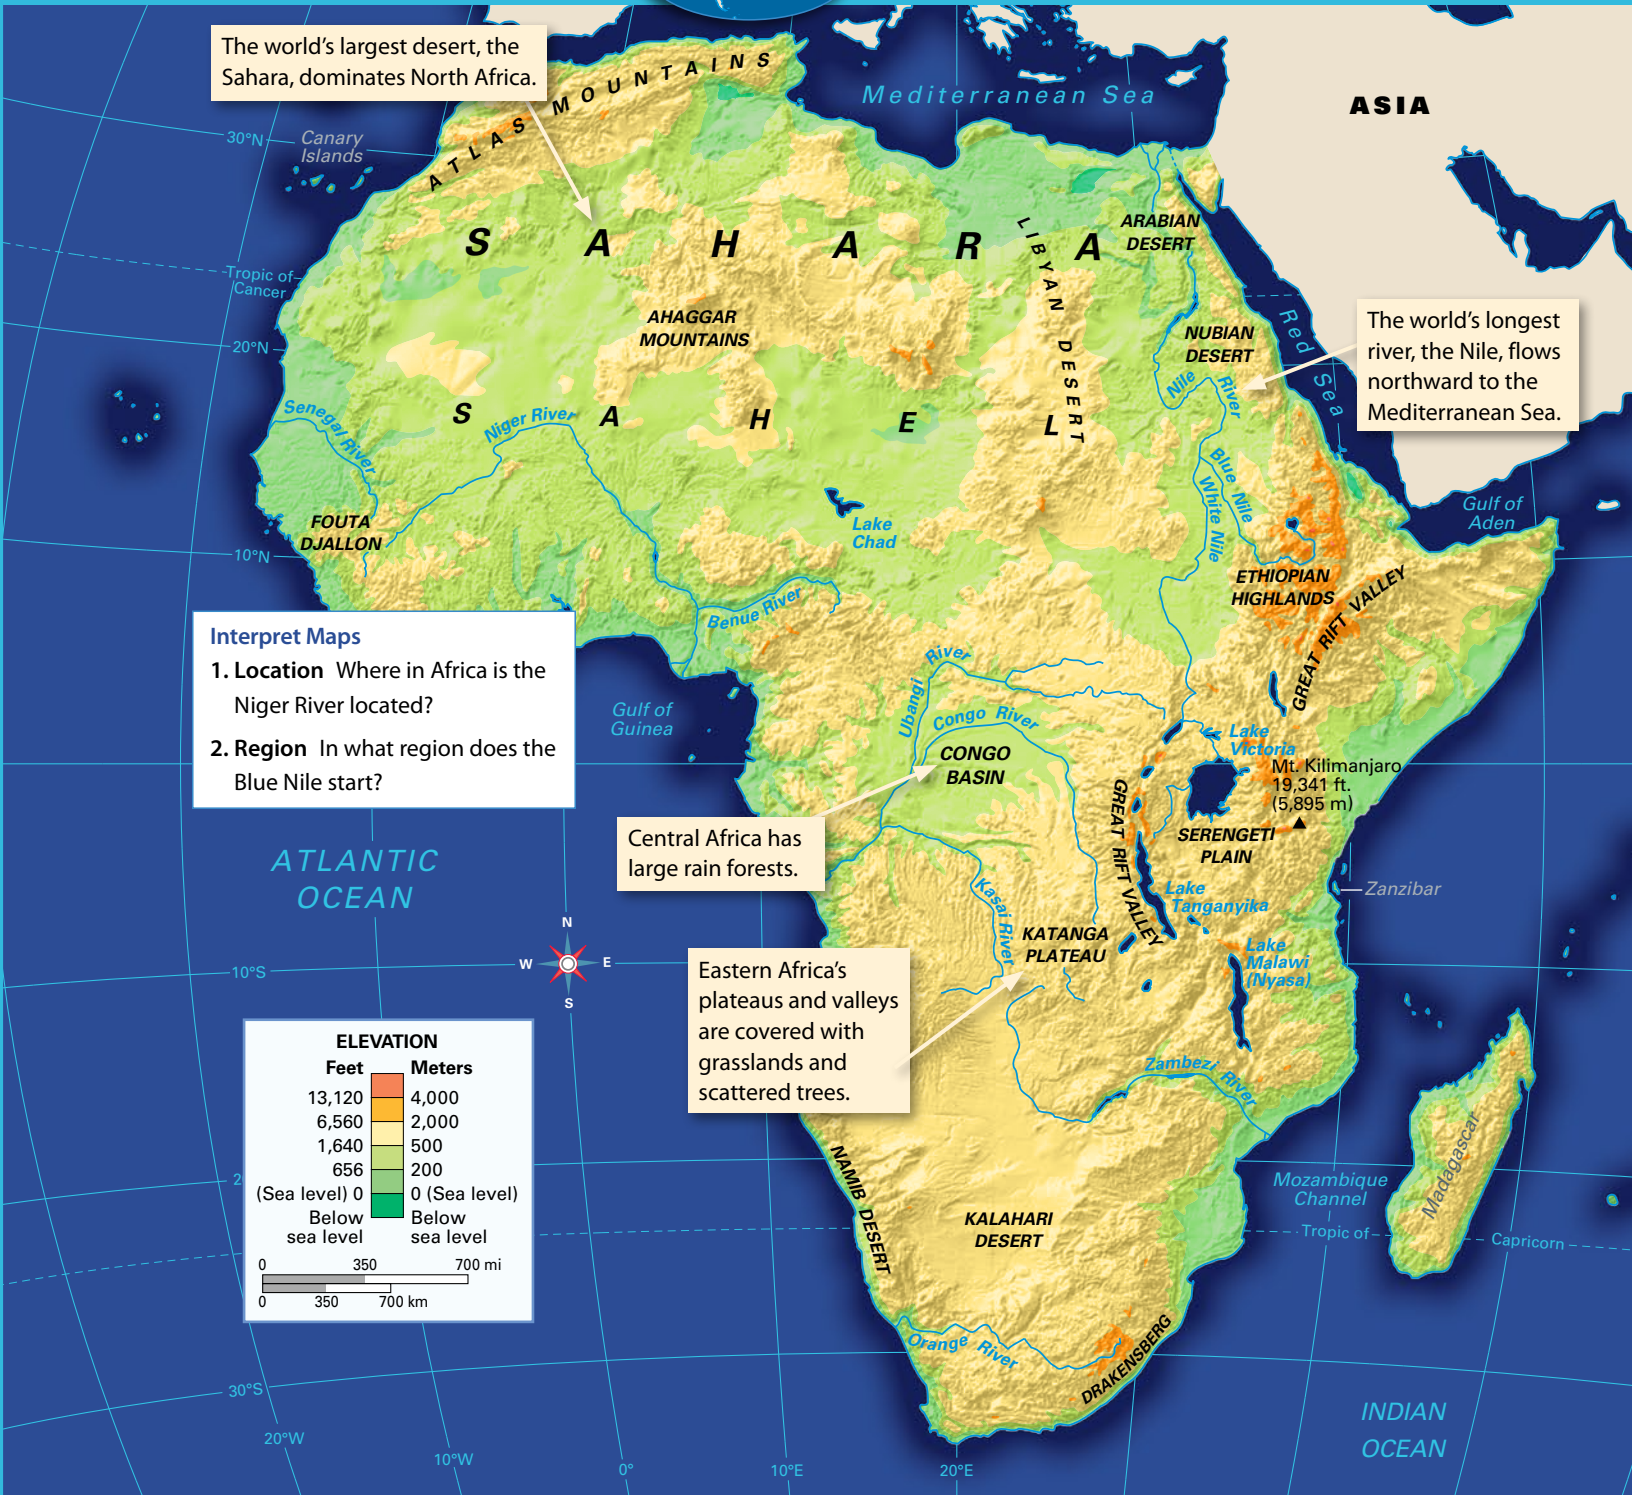 The world's largest desert, the
Sahara, dominates North Africa.
ATLAS MOUNTAINS
Mediterranean Sea
ASIA
30°N
Canary
Islands
SAHARA
LIBYAN DESERT
ARABIAN
DESERT
Tropic of
Cancer
AHAGGAR
MOUNTAINS
NUBIAN
DESERT
Red Sea
The world's longest
river, the Nile, flows
northward to the
Mediterranean Sea.
20°N
Nile River
Senegal River
Niger River
SAHEL
Blue Nile
White Nile
Gulf of
Aden
FOUTA
DJALLON
Lake
Chad
10°N
ETHIOPIAN
HIGHLANDS
GREAT RIFT VALLEY
Benue River
Interpret Maps
1. Location Where in Africa is the
Niger River located?
2. Region In what region does the
Blue Nile start?
Gulf of
Guinea
Ubangi River
Congo River
CONGO
BASIN
Lake
Victoria
Mt. Kilimanjaro
19,341 ft.
(5,895 m)
GREAT RIFT VALLEY
SERENGETI
PLAIN
Central Africa has
large rain forests.
ATLANTIC
OCEAN
Kasai River
Lake
Tanganyika
Zanzibar
KATANGA
PLATEAU
Lake
Malawi
(Nyasa)
N
W
E
S
10°S
Eastern Africa's
plateaus and valleys
are covered with
grasslands and
scattered trees.
Zambezi River
ELEVATION
Feet Meters
13,120 4,000
6,560 2,000
1,640 500
656 200
(Sea level) 0 0 (Sea level)
Below Below
sea level sea level
0 350 700 mi
0 350 700 km
2
NAMIB DESERT
KALAHARI
DESERT
Mozambique
Channel
Madagascar
Tropic of Capricorn
Orange River
DRAKENSBERG
30°S
INDIAN
OCEAN
20°W
10°W
0°
10°E
20°E